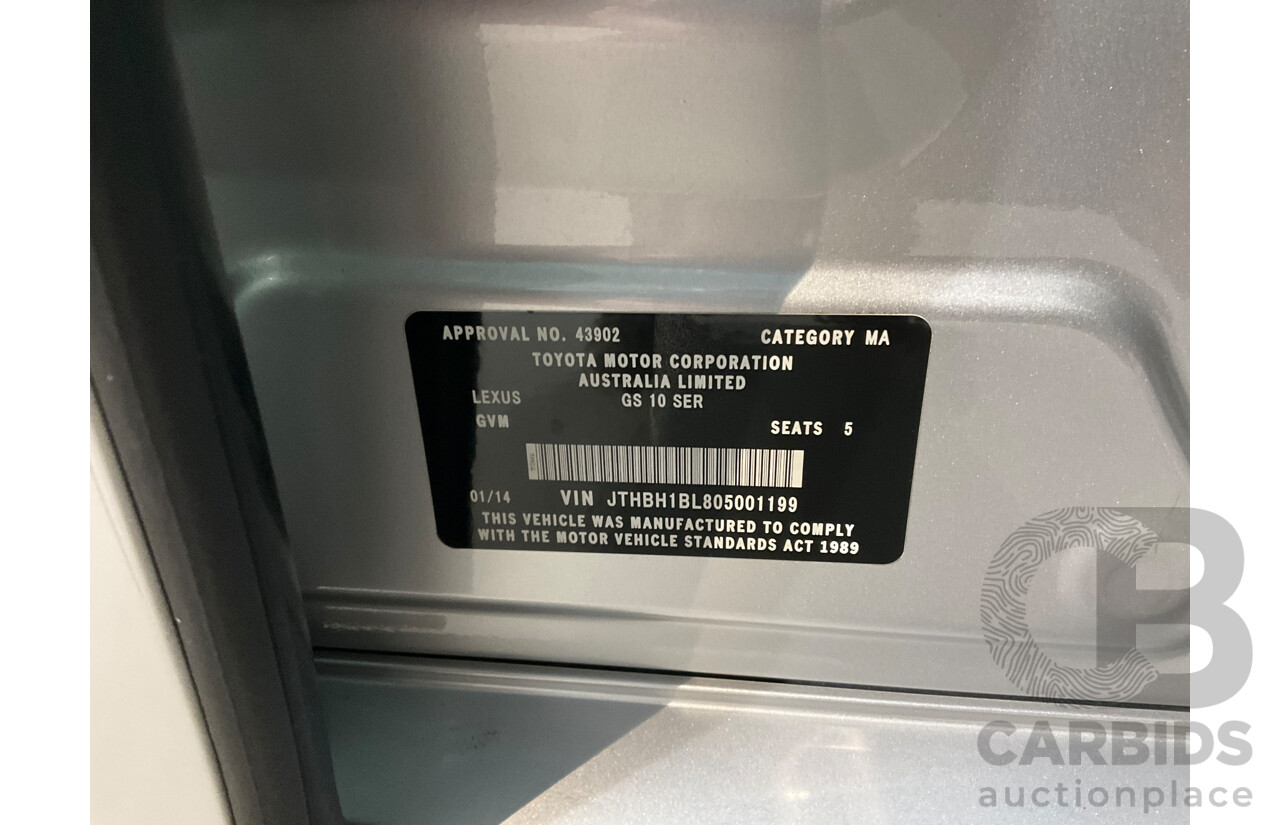 APPROVAL NO. 43902 CATEGORY MA
TOYOTA MOTOR CORPORATION
AUSTRALIA LIMITED
LEXUS GS 10 SER
GVM SEATS 5
01/14 VIN JTHBH1BL805001199
THIS VEHICLE WAS MANUFACTURED TO COMPLY
WITH THE MOTOR VEHICLE STANDARDS ACT 1989
CB
CARBIDS
auctionplace